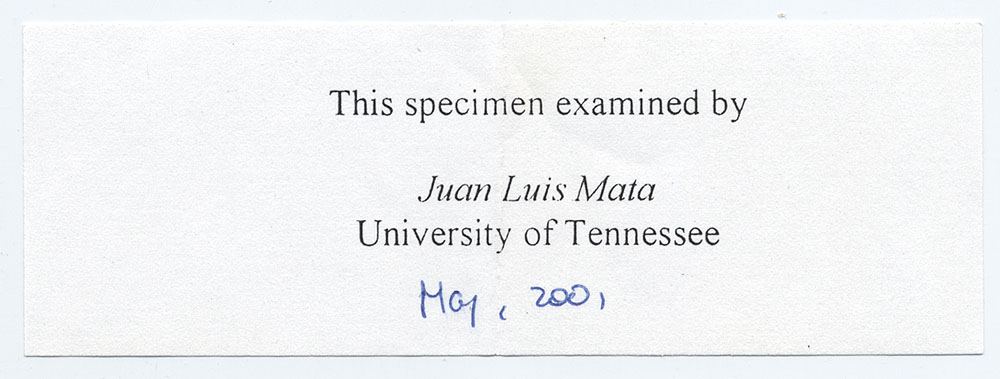 This specimen examined by
Juan Luis Mata
University of Tennessee
May, 2001